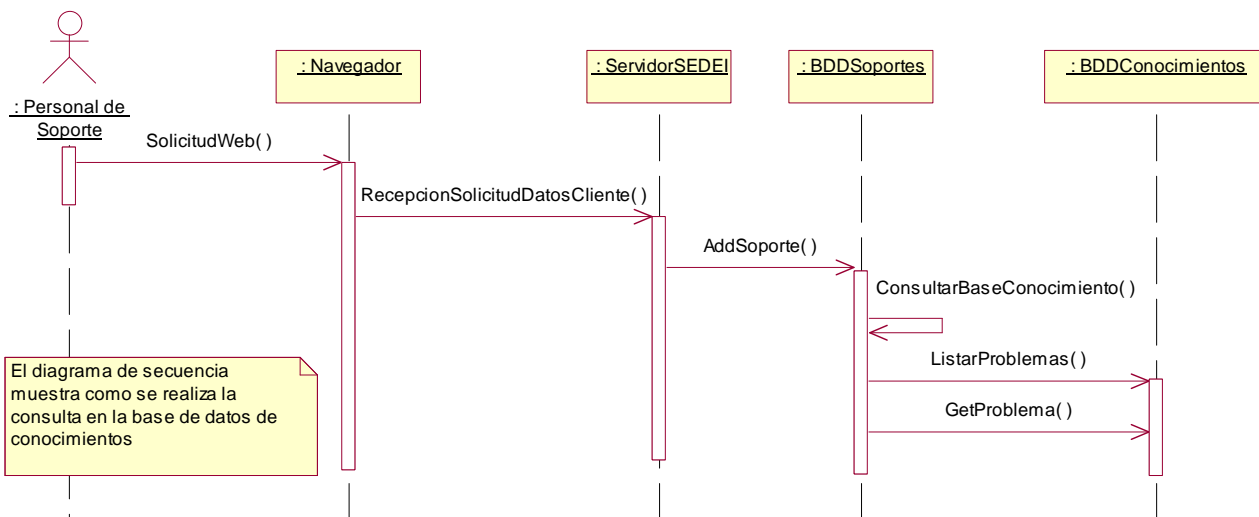 : Navegador
: ServidorSEDEI
: BDDSoportes
: BDDConocimientos
: Personal de
Soporte
SolicitudWeb( )
RecepcionSolicitudDatosCliente( )
AddSoporte( )
ConsultarBaseConocimiento( )
ListarProblemas( )
GetProblema( )
El diagrama de secuencia
muestra como se realiza la
consulta en la base de datos de
conocimientos